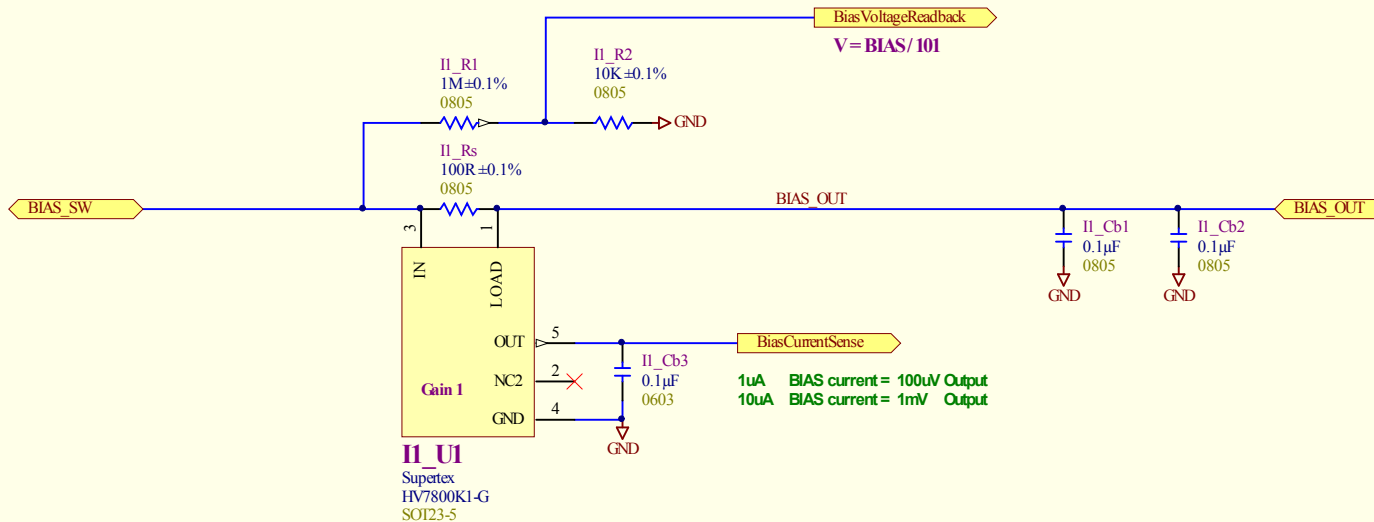 BiasVoltageReadback
V = BIAS / 101
I1_R1
1M±0.1%
0805
I1_R2
10K±0.1%
0805
GND
I1_Rs
100R±0.1%
0805
BIAS_SW
BIAS_OUT
BIAS_OUT
3
1
IN
LOAD
I1_Cb1
0.1µF
0805
GND
I1_Cb2
0.1µF
0805
GND
OUT
5
BiasCurrentSense
NC2
2
Gain 1
GND
4
I1_Cb3
0.1µF
0603
GND
1uA BIAS current = 100uV Output
10uA BIAS current = 1mV Output
I1_U1
Supertex
HV7800K1-G
SOT23-5